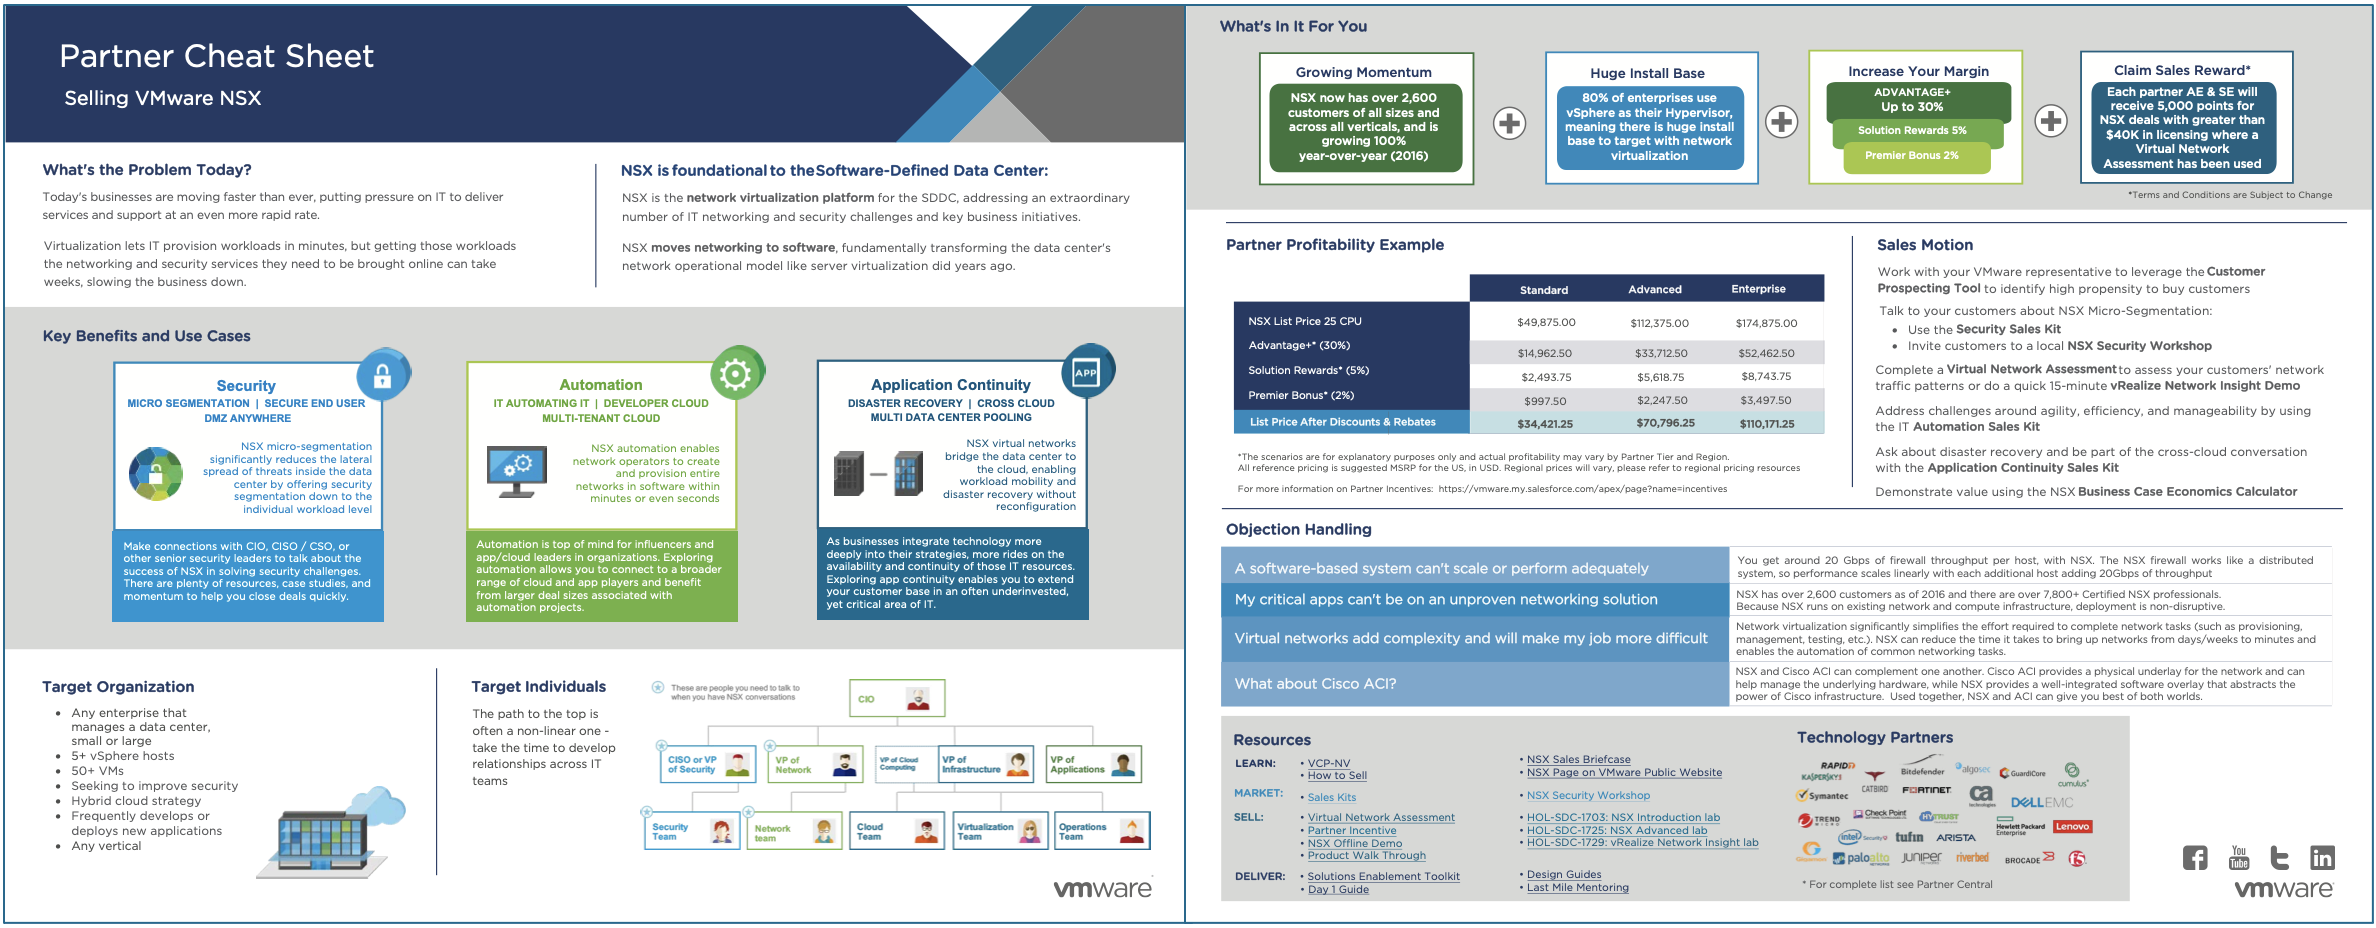 Partner Cheat Sheet
Selling VMware NSX
What's the Problem Today?
Today's businesses are moving faster than ever, putting pressure on IT to deliver
services and support at an even more rapid rate.
Virtualization lets IT provision workloads in minutes, but getting those workloads
the networking and security services they need to be brought online can take
weeks, slowing the business down.
NSX is foundational to the Software-Defined Data Center:
NSX is the network virtualization platform for the SDDC, addressing an extraordinary
number of IT networking and security challenges and key business initiatives.
NSX moves networking to software, fundamentally transforming the data center's
network operational model like server virtualization did years ago.
Key Benefits and Use Cases
Security
MICRO SEGMENTATION | SECURE END USER
DMZ ANYWHERE
NSX micro-segmentation
significantly reduces the lateral
spread of threats inside the data
center by offering security
segmentation down to the
individual workload level
Make connections with CIO, CISO / CSO, or
other senior security leaders to talk about the
success of NSX in solving security challenges.
There are plenty of resources, case studies, and
momentum to help you close deals quickly.
Automation
IT AUTOMATING IT | DEVELOPER CLOUD
MULTI-TENANT CLOUD
NSX automation enables
network operators to create
and provision entire
networks in software within
minutes or even seconds
Automation is top of mind for influencers and
app/cloud leaders in organizations. Exploring
automation allows you to connect to a broader
range of cloud and app players and benefit
from larger deal sizes associated with
automation projects.
APP
Application Continuity
DISASTER RECOVERY | CROSS CLOUD
MULTI DATA CENTER POOLING
NSX virtual networks
bridge the data center to
the cloud, enabling
workload mobility and
disaster recovery without
reconfiguration
As businesses integrate technology more
deeply into their strategies, more rides on the
availability and continuity of those IT resources.
Exploring app continuity enables you to extend
your customer base in an often underinvested,
yet critical area of IT.
Target Organization
• Any enterprise that
manages a data center,
small or large
• 5+ vSphere hosts
• 50+ VMs
• Seeking to improve security
• Hybrid cloud strategy
• Frequently develops or
deploys new applications
• Any vertical
Target Individuals
The path to the top is
often a non-linear one -
take the time to develop
relationships across IT
teams
These are people you need to talk to
when you have NSX conversations
CIO
CISO or VP
of Security
VP of
Network
VP of Cloud
Computing
VP of
Infrastructure
VP of
Applications
Security
Team
Network
team
Cloud
Team
Virtualization
Team
Operations
Team
vmware
What's In It For You
Growing Momentum
NSX now has over 2,600
customers of all sizes and
across all verticals, and is
growing 100%
year-over-year (2016)
Huge Install Base
80% of enterprises use
vSphere as their Hypervisor,
meaning there is huge install
base to target with network
virtualization
Increase Your Margin
ADVANTAGE+
Up to 30%
Solution Rewards 5%
Premier Bonus 2%
Claim Sales Reward*
Each partner AE & SE will
receive 5,000 points for
NSX deals with greater than
$40K in licensing where a
Virtual Network
Assessment has been used
*Terms and Conditions are Subject to Change
Partner Profitability Example
Standard Advanced Enterprise
NSX List Price 25 CPU $49,875.00 $112,375.00 $174,875.00
Advantage+* (30%) $14,962.50 $33,712.50 $52,462.50
Solution Rewards* (5%) $2,493.75 $5,618.75 $8,743.75
Premier Bonus* (2%) $997.50 $2,247.50 $3,497.50
List Price After Discounts & Rebates $34,421.25 $70,796.25 $110,171.25
*The scenarios are for explanatory purposes only and actual profitability may vary by Partner Tier and Region.
All reference pricing is suggested MSRP for the US, in USD. Regional prices will vary, please refer to regional pricing resources
For more information on Partner Incentives: https://vmware.my.salesforce.com/apex/page?name=incentives
Sales Motion
Work with your VMware representative to leverage the Customer
Prospecting Tool to identify high propensity to buy customers
Talk to your customers about NSX Micro-Segmentation:
• Use the Security Sales Kit
• Invite customers to a local NSX Security Workshop
Complete a Virtual Network Assessment to assess your customers' network
traffic patterns or do a quick 15-minute vRealize Network Insight Demo
Address challenges around agility, efficiency, and manageability by using
the IT Automation Sales Kit
Ask about disaster recovery and be part of the cross-cloud conversation
with the Application Continuity Sales Kit
Demonstrate value using the NSX Business Case Economics Calculator
Objection Handling
A software-based system can't scale or perform adequately
You get around 20 Gbps of firewall throughput per host, with NSX. The NSX firewall works like a distributed
system, so performance scales linearly with each additional host adding 20Gbps of throughput
My critical apps can't be on an unproven networking solution
NSX has over 2,600 customers as of 2016 and there are over 7,800+ Certified NSX professionals.
Because NSX runs on existing network and compute infrastructure, deployment is non-disruptive.
Virtual networks add complexity and will make my job more difficult
Network virtualization significantly simplifies the effort required to complete network tasks (such as provisioning,
management, testing, etc.). NSX can reduce the time it takes to bring up networks from days/weeks to minutes and
enables the automation of common networking tasks.
What about Cisco ACI?
NSX and Cisco ACI can complement one another. Cisco ACI provides a physical underlay for the network and can
help manage the underlying hardware, while NSX provides a well-integrated software overlay that abstracts the
power of Cisco infrastructure. Used together, NSX and ACI can give you best of both worlds.
Resources
LEARN:
• VCP-NV
• How to Sell
• NSX Sales Briefcase
• NSX Page on VMware Public Website
MARKET:
• Sales Kits
• NSX Security Workshop
SELL:
• Virtual Network Assessment
• Partner Incentive
• NSX Offline Demo
• Product Walk Through
• HOL-SDC-1703: NSX Introduction lab
• HOL-SDC-1725: NSX Advanced lab
• HOL-SDC-1729: vRealize Network Insight lab
DELIVER:
• Solutions Enablement Toolkit
• Day 1 Guide
• Design Guides
• Last Mile Mentoring
Technology Partners
RAPID7
KASPERSKY
CATBIRD
Bitdefender
algosec
GuardiCore
cumulus
Symantec
FORTINET
ca
technologies
DELLEMC
TREND
MICRO
Check Point
HYTRUST
Hewlett Packard
Enterprise
Lenovo
intel Security
tufin
ARISTA
paloalto
NETWORKS
JUNIPER
NETWORKS
riverbed
BROCADE
f5
* For complete list see Partner Central
You
Tube
in
vmware